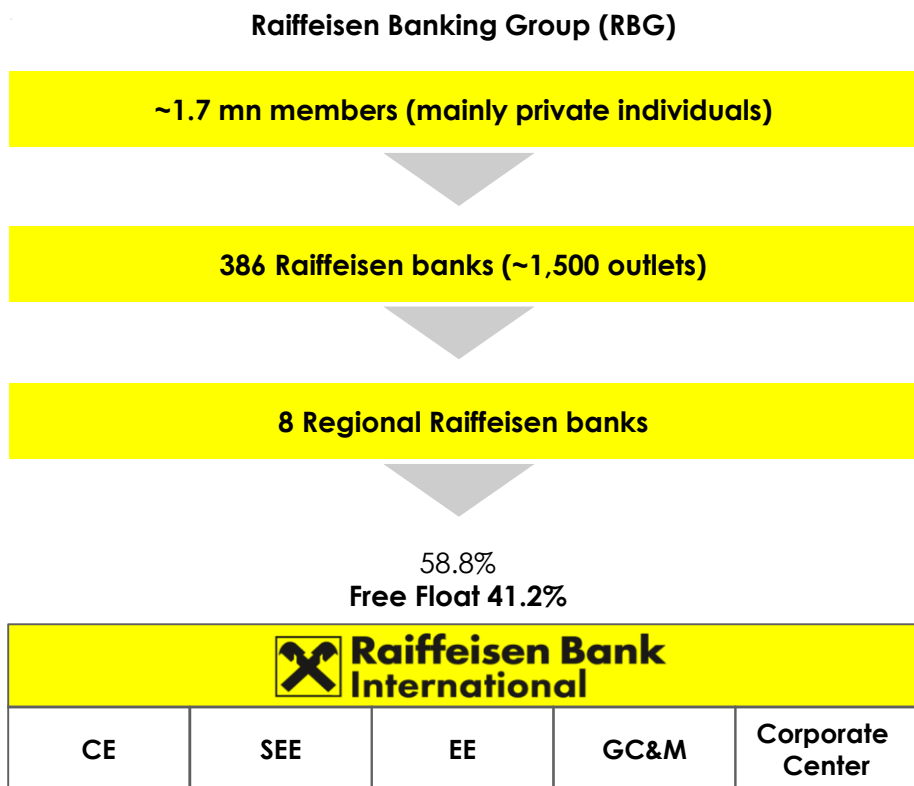 Raiffeisen Banking Group (RBG)
~1.7 mn members (mainly private individuals)
386 Raiffeisen banks (~1,500 outlets)
8 Regional Raiffeisen banks
58.8%
Free Float 41.2%
Raiffeisen Bank
International
CE
SEE
EE
GC&M
Corporate
Center